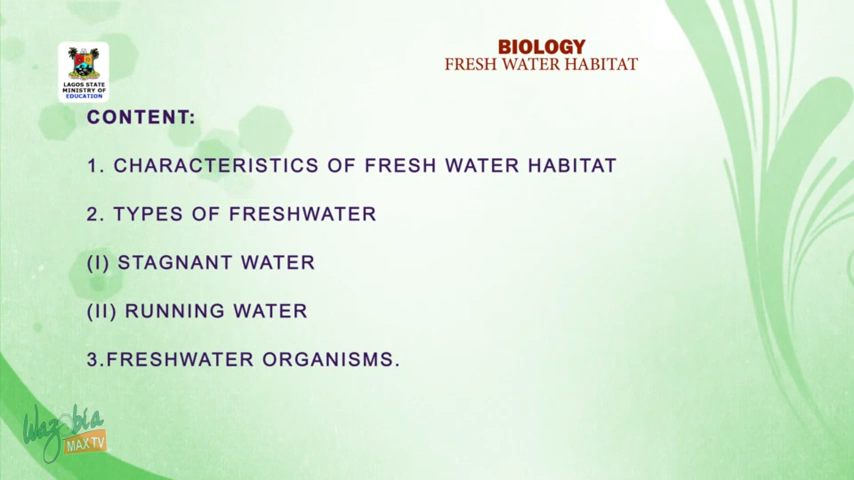 BIOLOGY
FRESH WATER HABITAT
LAGOS STATE
MINISTRY OF
EDUCATION
CONTENT:
1. CHARACTERISTICS OF FRESH WATER HABITAT
2. TYPES OF FRESHWATER
(I) STAGNANT WATER
(II) RUNNING WATER
3.FRESHWATER ORGANISMS.
Wazobia
MAX TV